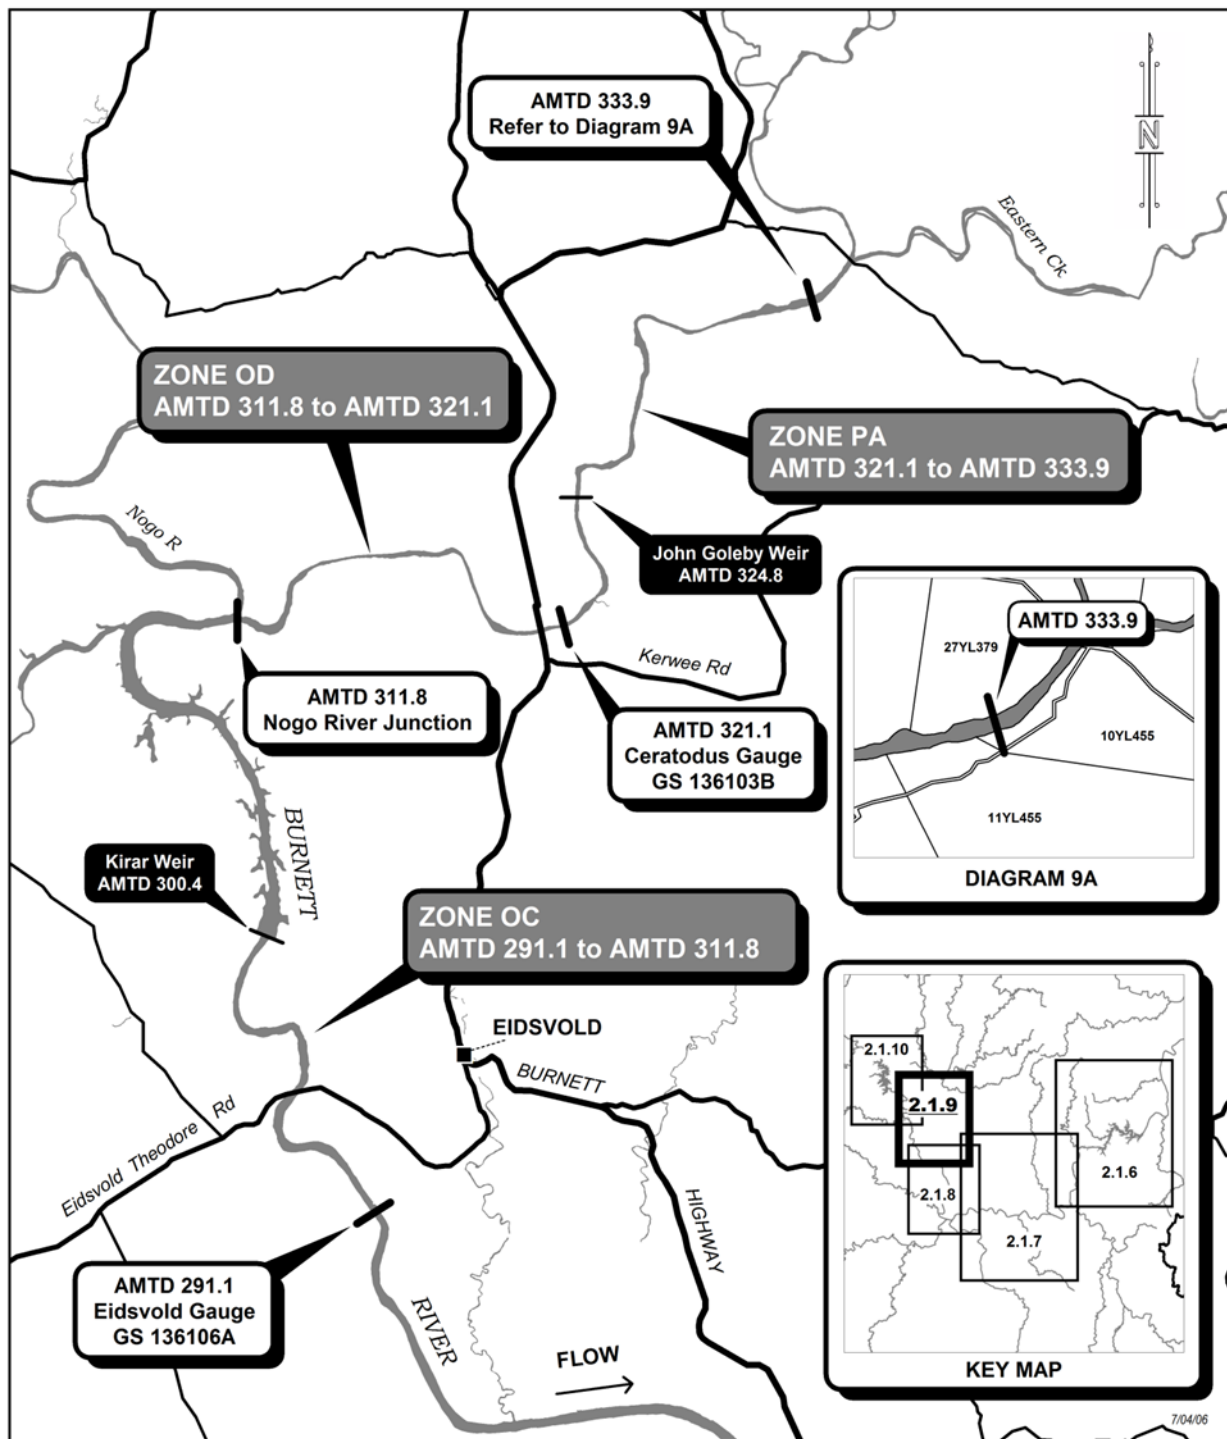 AMTD 333.9
Refer to Diagram 9A
N
Eastern Ck
ZONE OD
AMTD 311.8 to AMTD 321.1
ZONE PA
AMTD 321.1 to AMTD 333.9
Nogo R
John Goleby Weir
AMTD 324.8
AMTD 333.9
27YL379
10YL455
11YL455
DIAGRAM 9A
Kerwee Rd
AMTD 311.8
Nogo River Junction
AMTD 321.1
Ceratodus Gauge
GS 136103B
BURNETT
Kirar Weir
AMTD 300.4
ZONE OC
AMTD 291.1 to AMTD 311.8
EIDSVOLD
BURNETT
HIGHWAY
Eidsvold Theodore Rd
AMTD 291.1
Eidsvold Gauge
GS 136106A
RIVER
FLOW
2.1.10
2.1.9
2.1.8
2.1.7
2.1.6
KEY MAP
7/04/06